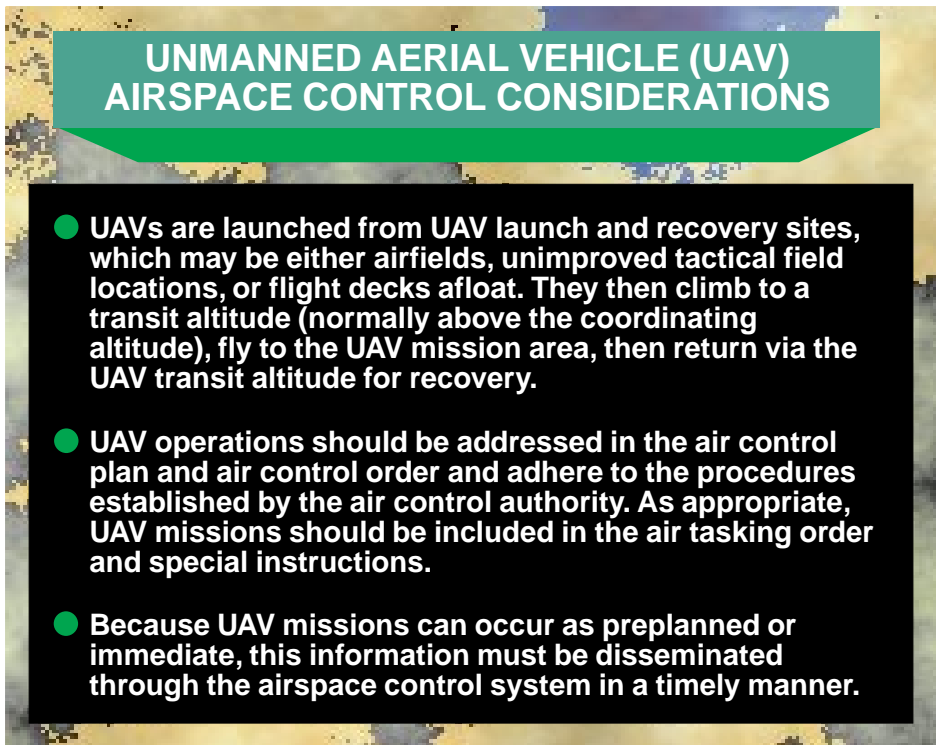 UNMANNED AERIAL VEHICLE (UAV)
AIRSPACE CONTROL CONSIDERATIONS
UAVs are launched from UAV launch and recovery sites,
which may be either airfields, unimproved tactical field
locations, or flight decks afloat. They then climb to a
transit altitude (normally above the coordinating
altitude), fly to the UAV mission area, then return via the
UAV transit altitude for recovery.
UAV operations should be addressed in the air control
plan and air control order and adhere to the procedures
established by the air control authority. As appropriate,
UAV missions should be included in the air tasking order
and special instructions.
Because UAV missions can occur as preplanned or
immediate, this information must be disseminated
through the airspace control system in a timely manner.